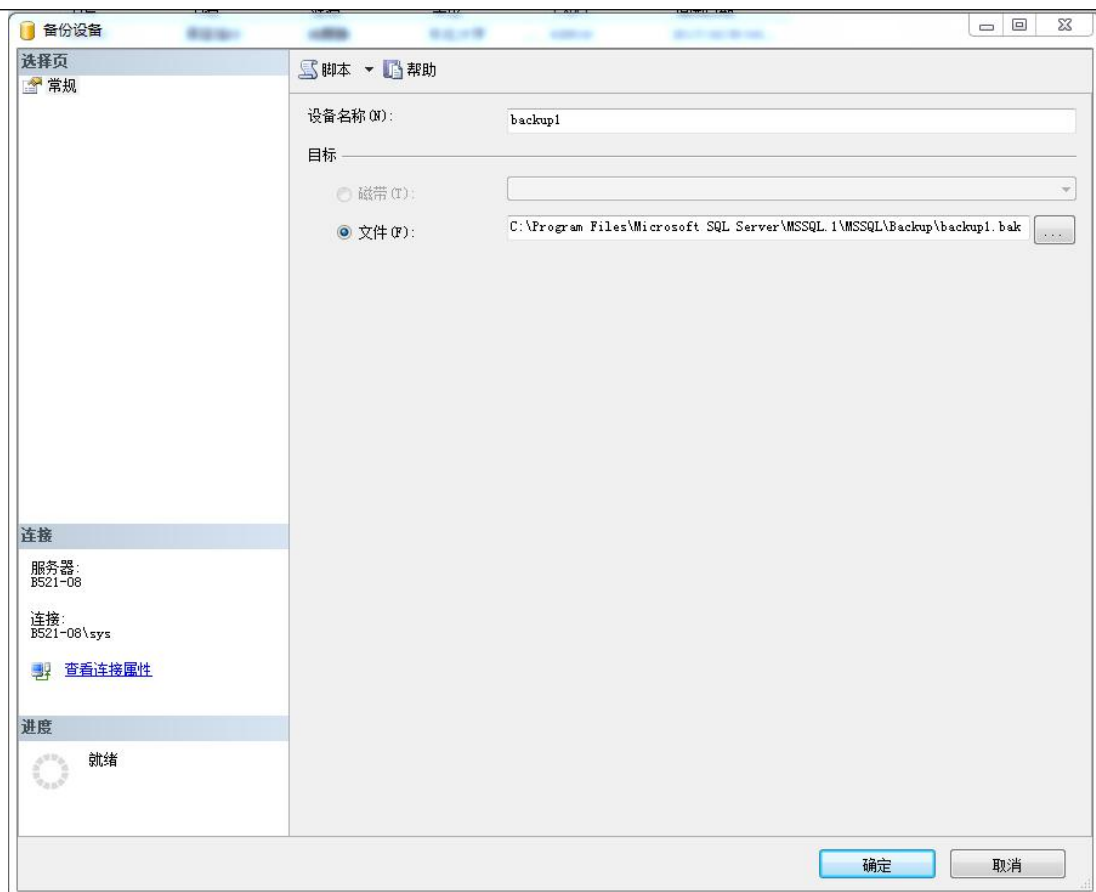 备份设备
选择页
常规
脚本 帮助
设备名称(N):
backup1
目标
磁带(T):
文件(F):
C:\Program Files\Microsoft SQL Server\MSSQL.1\MSSQL\Backup\backup1.bak
...
连接
服务器:
B521-08
连接:
B521-08\sys
查看连接属性
进度
就绪
确定 取消